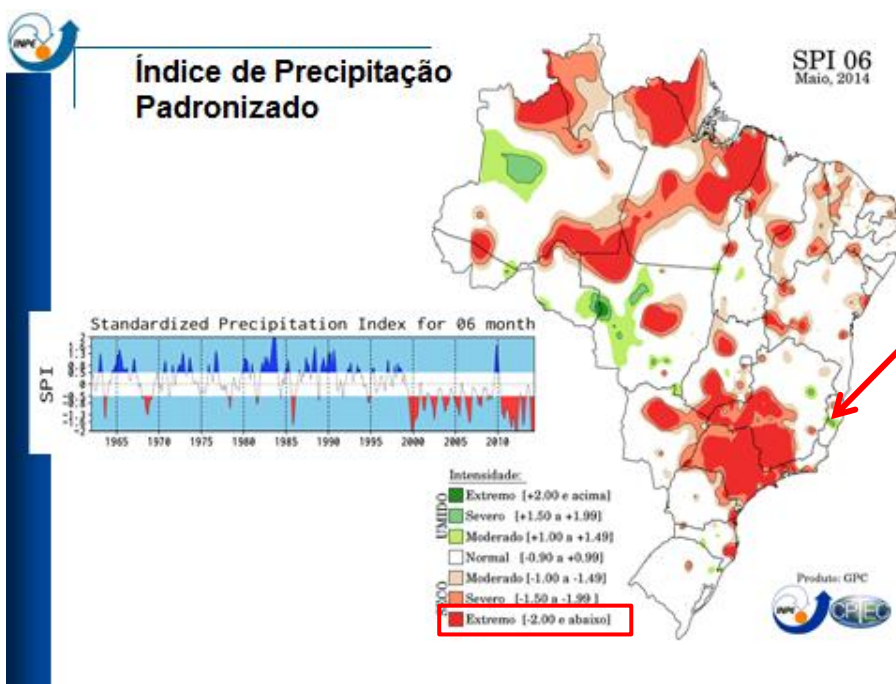 INPE
Índice de Precipitação
Padronizado
SPI 06
Maio, 2014
Standardized Precipitation Index for 06 month
SPI
1965 1970 1975 1980 1985 1990 1995 2000 2005 2010
Intensidade:
UMIDO
Extremo [+2.00 e acima]
Severo [+1.50 a +1.99]
Moderado [+1.00 a +1.49]
Normal [-0.90 a +0.99]
Moderado [-1.00 a -1.49]
Severo [-1.50 a -1.99 ]
Extremo [-2.00 e abaixo]
Produto: GPC
INPE
CPTEC